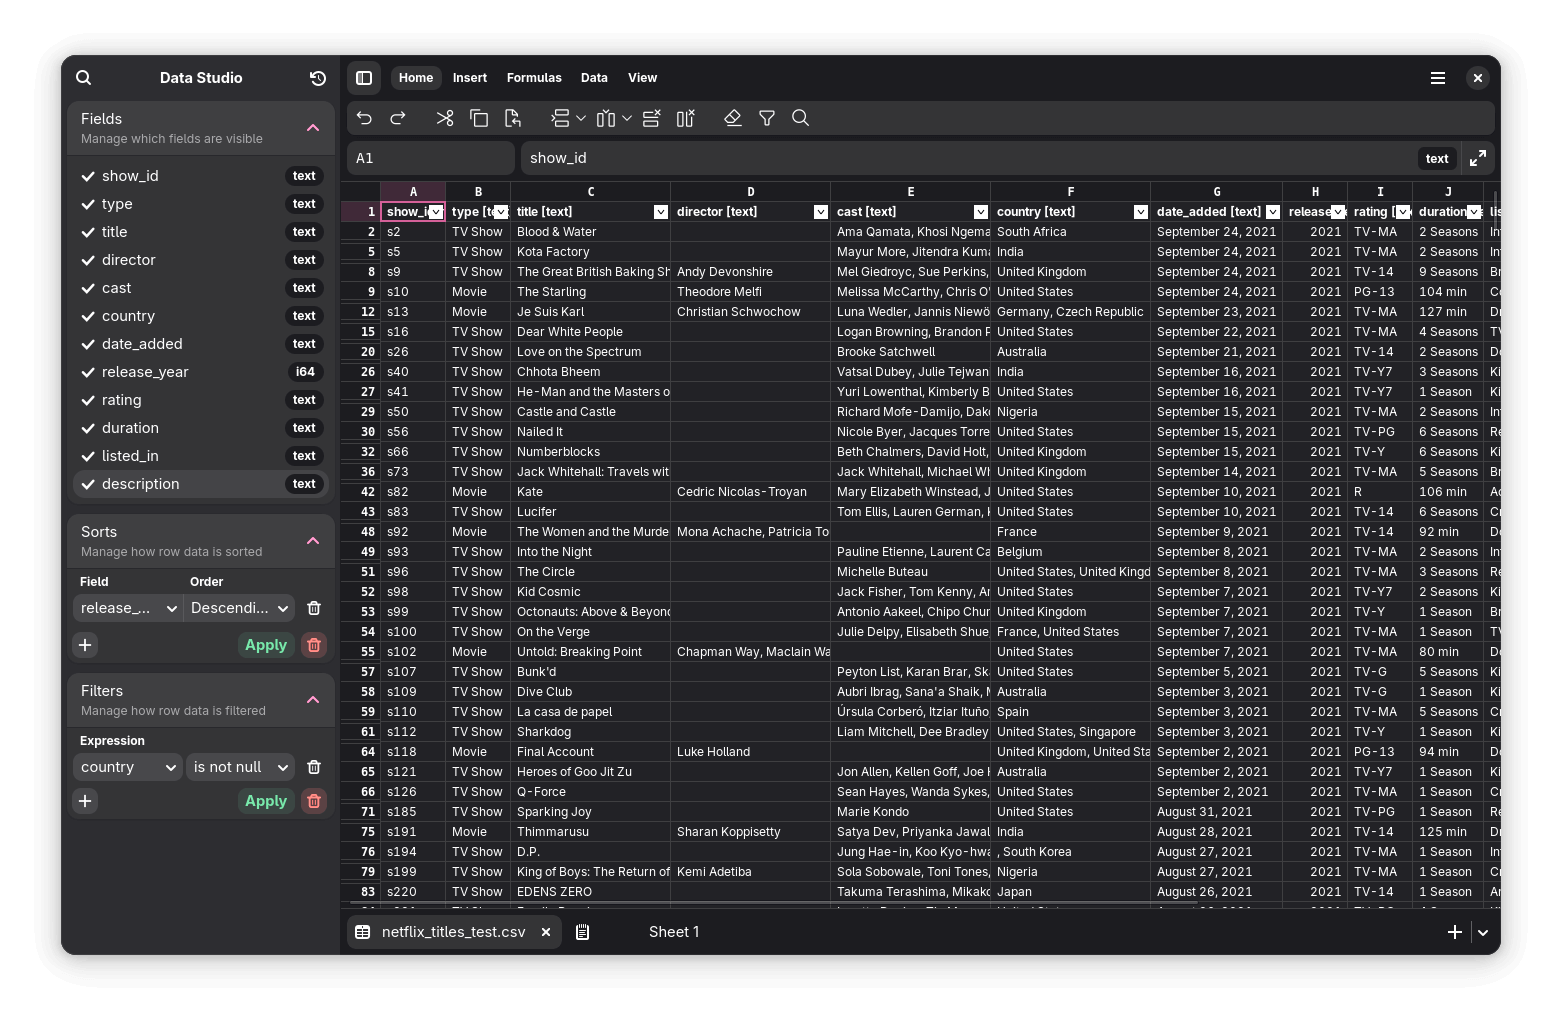 Data Studio
Home Insert Formulas Data View
Fields
Manage which fields are visible
show_id text
type text
title text
director text
cast text
country text
date_added text
release_year i64
rating text
duration text
listed_in text
description text
Sorts
Manage how row data is sorted
Field Order
release_... Descendi...
Apply
Filters
Manage how row data is filtered
Expression
country is not null
Apply
A1 show_id text
A B C D E F G H I J
1 show_i type [te title [text] director [text] cast [text] country [text] date_added [text] release rating [ duration
2 s2 TV Show Blood & Water Ama Qamata, Khosi Ngema South Africa September 24, 2021 2021 TV-MA 2 Seasons
5 s5 TV Show Kota Factory Mayur More, Jitendra Kuma India September 24, 2021 2021 TV-MA 2 Seasons
8 s9 TV Show The Great British Baking Sh Andy Devonshire Mel Giedroyc, Sue Perkins, United Kingdom September 24, 2021 2021 TV-14 9 Seasons
9 s10 Movie The Starling Theodore Melfi Melissa McCarthy, Chris O' United States September 24, 2021 2021 PG-13 104 min
12 s13 Movie Je Suis Karl Christian Schwochow Luna Wedler, Jannis Niewö Germany, Czech Republic September 23, 2021 2021 TV-MA 127 min
15 s16 TV Show Dear White People Logan Browning, Brandon P United States September 22, 2021 2021 TV-MA 4 Seasons
20 s26 TV Show Love on the Spectrum Brooke Satchwell Australia September 21, 2021 2021 TV-14 2 Seasons
26 s40 TV Show Chhota Bheem Vatsal Dubey, Julie Tejwan India September 16, 2021 2021 TV-Y7 3 Seasons
27 s41 TV Show He-Man and the Masters o Yuri Lowenthal, Kimberly B United States September 16, 2021 2021 TV-Y7 1 Season
29 s50 TV Show Castle and Castle Richard Mofe-Damijo, Dako Nigeria September 15, 2021 2021 TV-MA 2 Seasons
30 s56 TV Show Nailed It Nicole Byer, Jacques Torre United States September 15, 2021 2021 TV-PG 6 Seasons
32 s66 TV Show Numberblocks Beth Chalmers, David Holt, United Kingdom September 15, 2021 2021 TV-Y 6 Seasons
36 s73 TV Show Jack Whitehall: Travels wit Jack Whitehall, Michael Wh United Kingdom September 14, 2021 2021 TV-MA 5 Seasons
42 s82 Movie Kate Cedric Nicolas-Troyan Mary Elizabeth Winstead, J United States September 10, 2021 2021 R 106 min
43 s83 TV Show Lucifer Tom Ellis, Lauren German, United States September 10, 2021 2021 TV-14 6 Seasons
48 s92 Movie The Women and the Murde Mona Achache, Patricia To France September 9, 2021 2021 TV-14 92 min
49 s93 TV Show Into the Night Pauline Etienne, Laurent Ca Belgium September 8, 2021 2021 TV-MA 2 Seasons
51 s96 TV Show The Circle Michelle Buteau United States, United Kingd September 8, 2021 2021 TV-MA 3 Seasons
52 s98 TV Show Kid Cosmic Jack Fisher, Tom Kenny, United States September 7, 2021 2021 TV-Y7 2 Seasons
53 s99 TV Show Octonauts: Above & Beyond Antonio Aakeel, Chipo Chun United Kingdom September 7, 2021 2021 TV-Y 1 Season
54 s100 TV Show On the Verge Julie Delpy, Elisabeth Shue, France, United States September 7, 2021 2021 TV-MA 1 Season
55 s102 Movie Untold: Breaking Point Chapman Way, Maclain Wa United States September 7, 2021 2021 TV-MA 80 min
57 s107 TV Show Bunk'd Peyton List, Karan Brar, Sk United States September 5, 2021 2021 TV-G 5 Seasons
58 s109 TV Show Dive Club Aubri Ibrag, Sana'a Shaik, Australia September 3, 2021 2021 TV-G 1 Season
59 s110 TV Show La casa de papel Úrsula Corberó, Itziar Ituño Spain September 3, 2021 2021 TV-MA 5 Seasons
61 s112 TV Show Sharkdog Liam Mitchell, Dee Bradley United States, Singapore September 3, 2021 2021 TV-Y 1 Season
64 s118 Movie Final Account Luke Holland United Kingdom, United Sta September 2, 2021 2021 PG-13 94 min
65 s121 TV Show Heroes of Goo Jit Zu Jon Allen, Kellen Goff, Joe Australia September 2, 2021 2021 TV-Y7 1 Season
66 s126 TV Show Q-Force Sean Hayes, Wanda Sykes, United States September 2, 2021 2021 TV-MA 1 Season
71 s185 TV Show Sparking Joy Marie Kondo United States August 31, 2021 2021 TV-PG 1 Season
75 s191 Movie Thimmarusu Sharan Koppisetty Satya Dev, Priyanka Jawal India August 28, 2021 2021 TV-14 125 min
76 s194 TV Show D.P. Jung Hae-in, Koo Kyo-hwa , South Korea August 27, 2021 2021 TV-MA 1 Season
79 s199 TV Show King of Boys: The Return of Kemi Adetiba Sola Sobowale, Toni Tones, Nigeria August 27, 2021 2021 TV-MA 1 Season
83 s220 TV Show EDENS ZERO Takuma Terashima, Mikako Japan August 26, 2021 2021 TV-14 1 Season
netflix_titles_test.csv Sheet 1